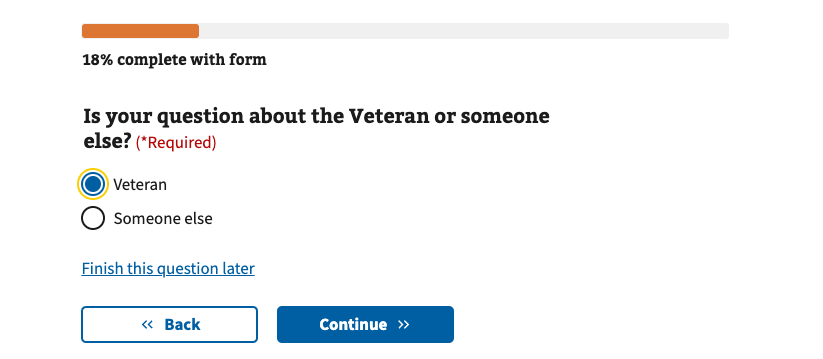 18% complete with form
Is your question about the Veteran or someone
else? (*Required)
Veteran
Someone else
Finish this question later
Back
Continue